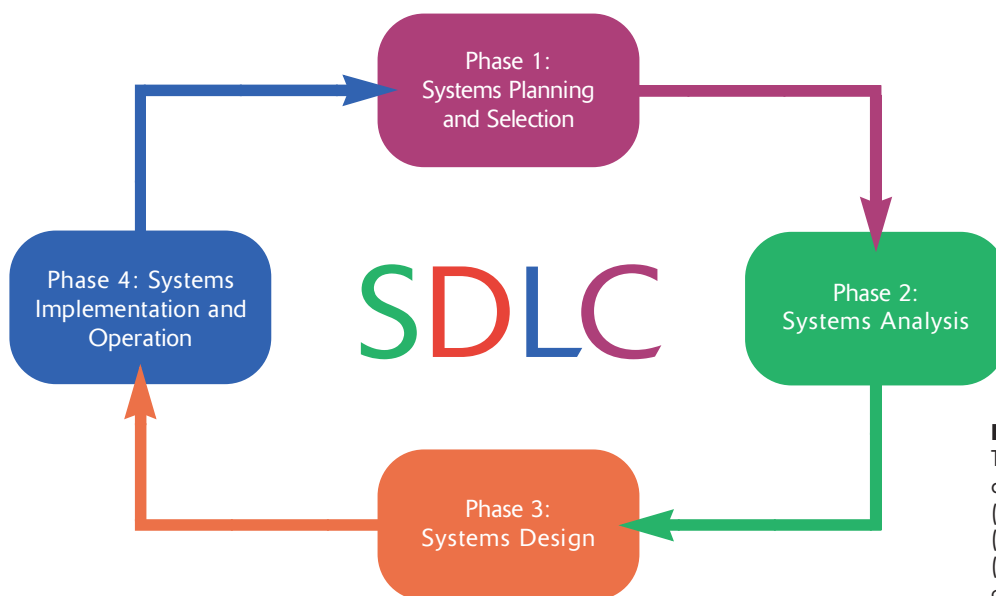 Phase 1:
Systems Planning
and Selection
Phase 4: Systems
Implementation and
Operation
SDLC
Phase 2:
Systems Analysis
Phase 3:
Systems Design